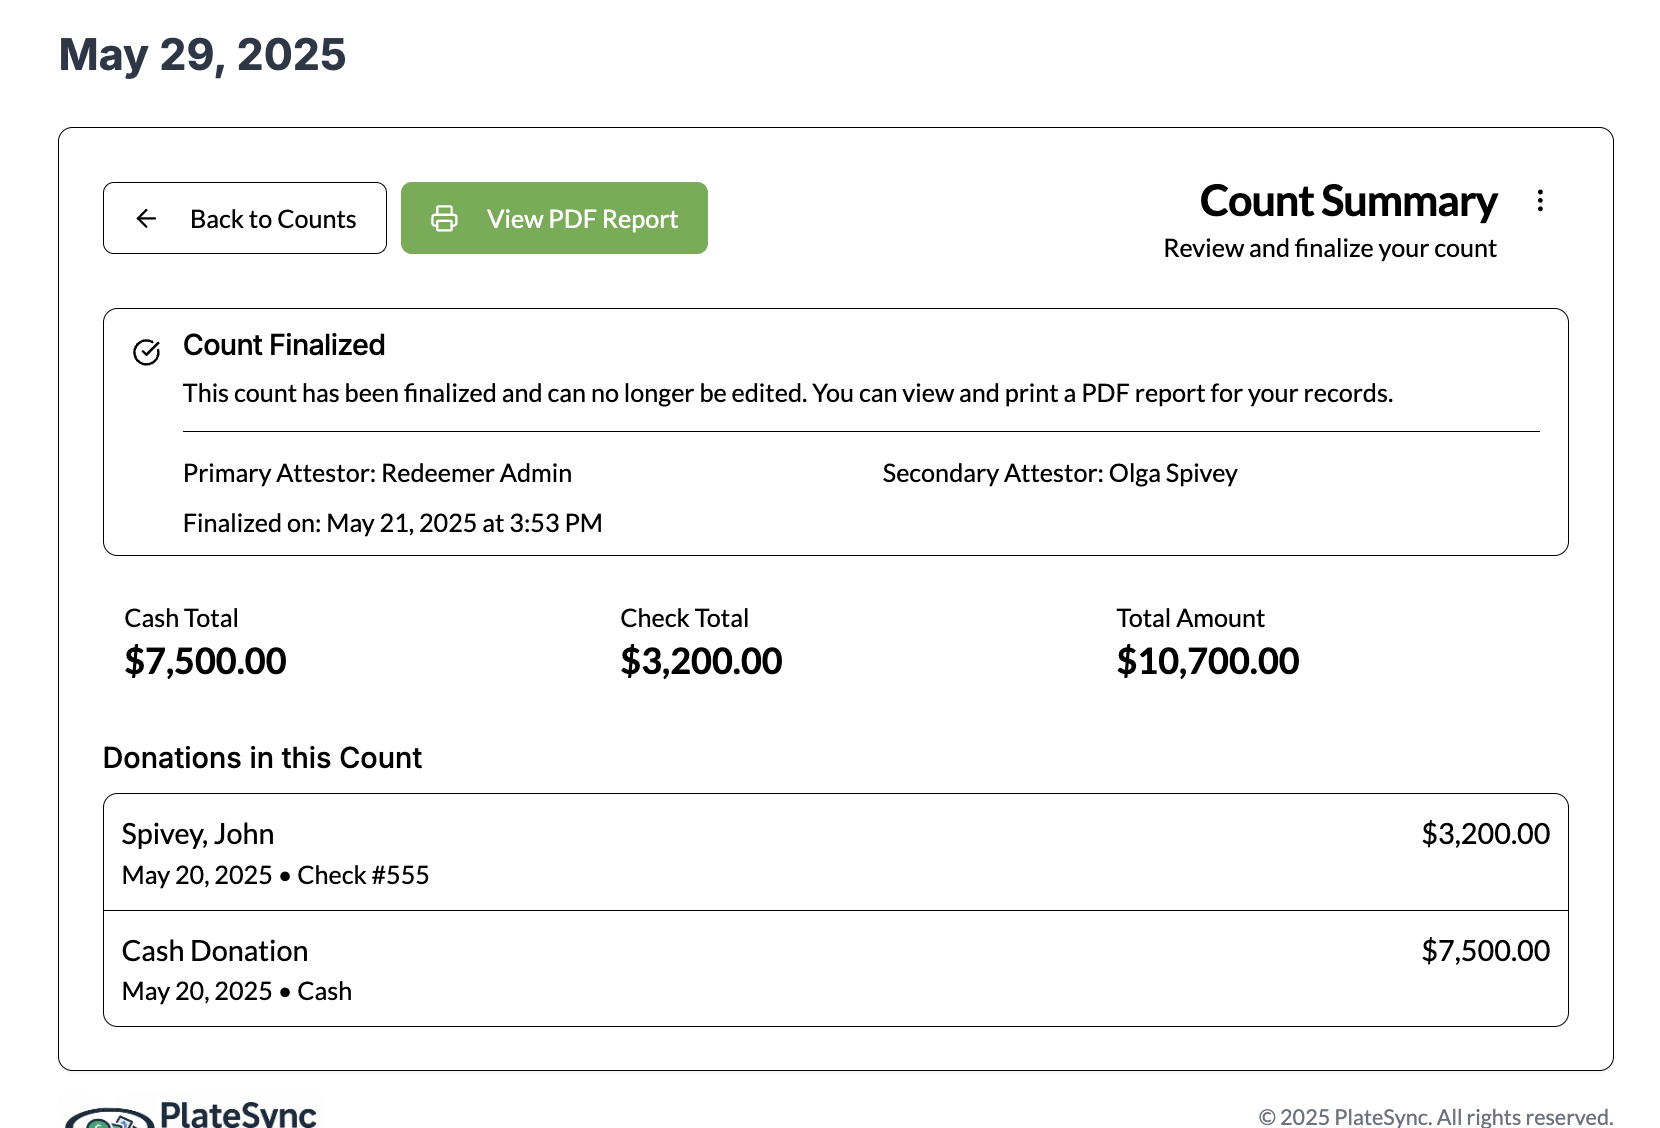 May 29, 2025
Back to Counts
View PDF Report
Count Summary
Review and finalize your count
Count Finalized
This count has been finalized and can no longer be edited. You can view and print a PDF report for your records.
Primary Attestor: Redeemer Admin
Secondary Attestor: Olga Spivey
Finalized on: May 21, 2025 at 3:53 PM
Cash Total
Check Total
Total Amount
$7,500.00
$3,200.00
$10,700.00
Donations in this Count
Spivey, John
$3,200.00
May 20, 2025 • Check #555
Cash Donation
$7,500.00
May 20, 2025 • Cash
PlateSync
© 2025 PlateSync. All rights reserved.